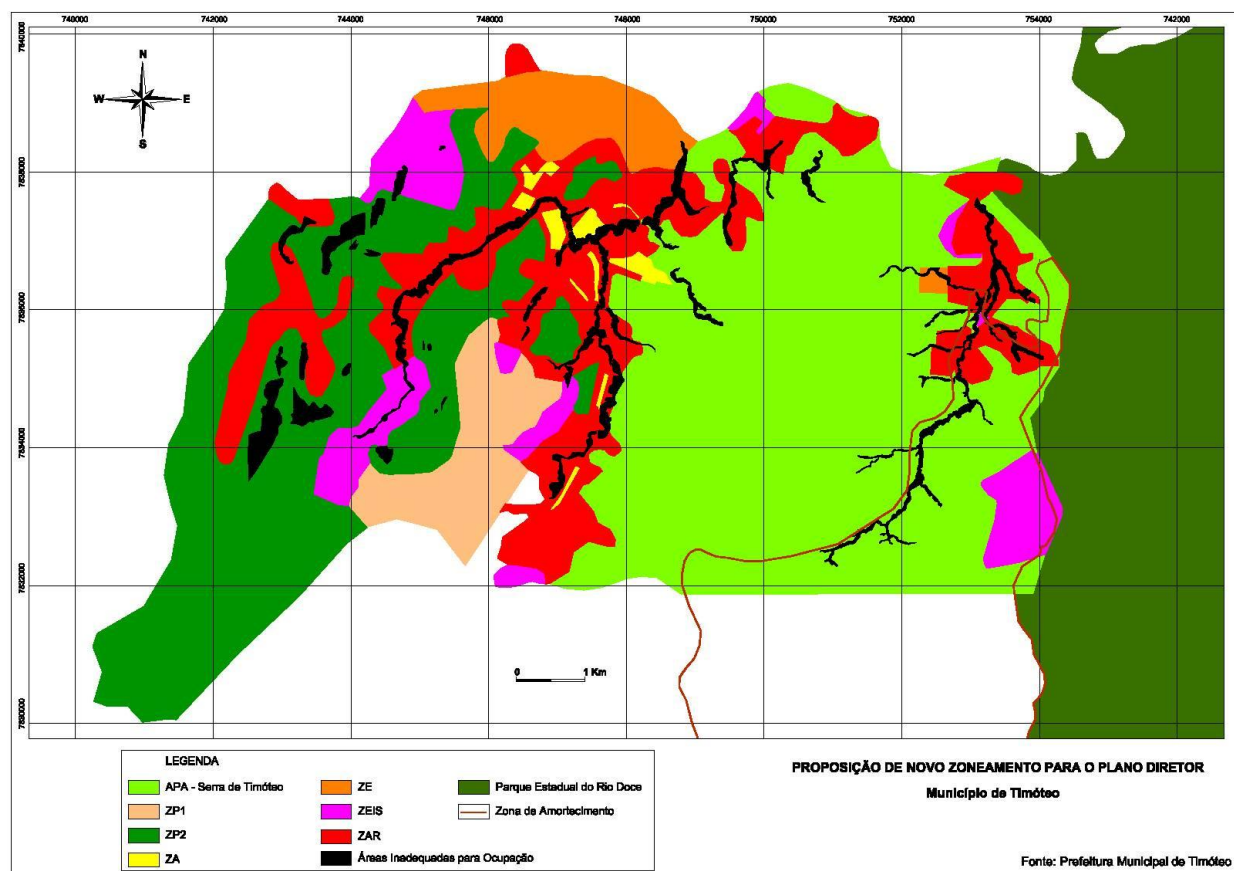 742000 744000 748000 748000 750000 752000 754000 742000
N
W E
S
0 1 Km
LEGENDA
APA - Serra de Timóteo
ZP1
ZP2
ZA
ZE
ZEIS
ZAR
Áreas Inadequadas para Ocupação
Parque Estadual do Rio Doce
Zona de Amortecimento
PROPOSIÇÃO DE NOVO ZONEAMENTO PARA O PLANO DIRETOR
Município de Timóteo
Fonte: Prefeitura Municipal de Timóteo